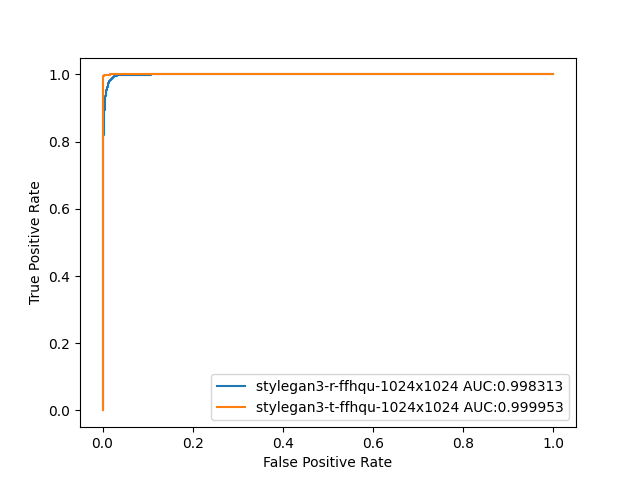 1.0
0.8
0.6
0.4
0.2
0.0
True Positive Rate
stylegan3-r-ffhqu-1024x1024 AUC:0.998313
stylegan3-t-ffhqu-1024x1024 AUC:0.999953
0.0 0.2 0.4 0.6 0.8 1.0
False Positive Rate